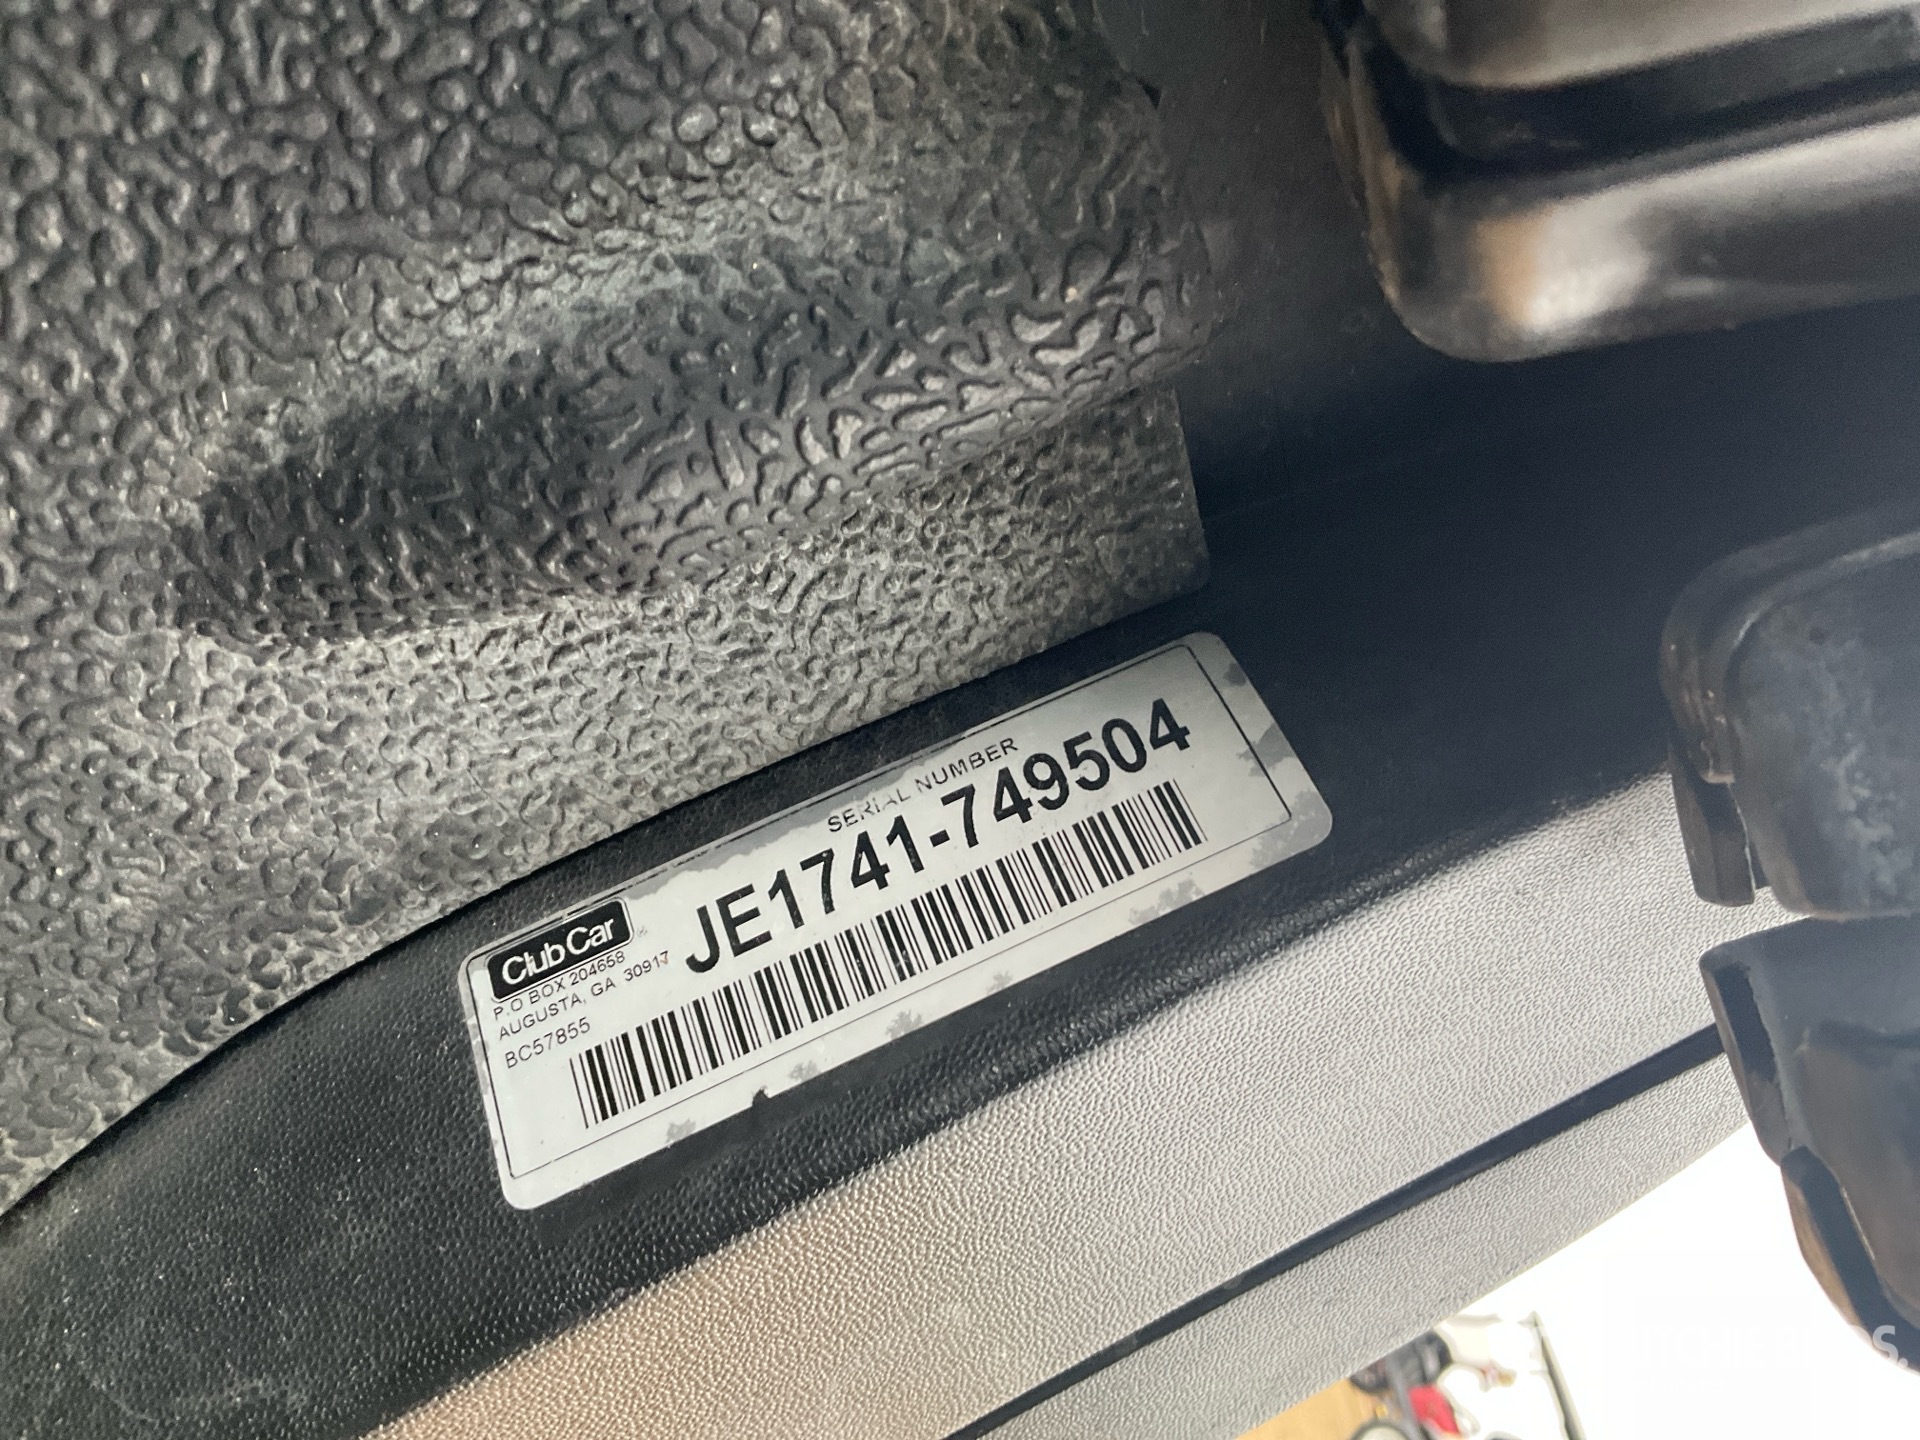 SERIAL NUMBER
JE1741-749504
Club Car
P.O BOX 204658
AUGUSTA, GA 30917
BC57855